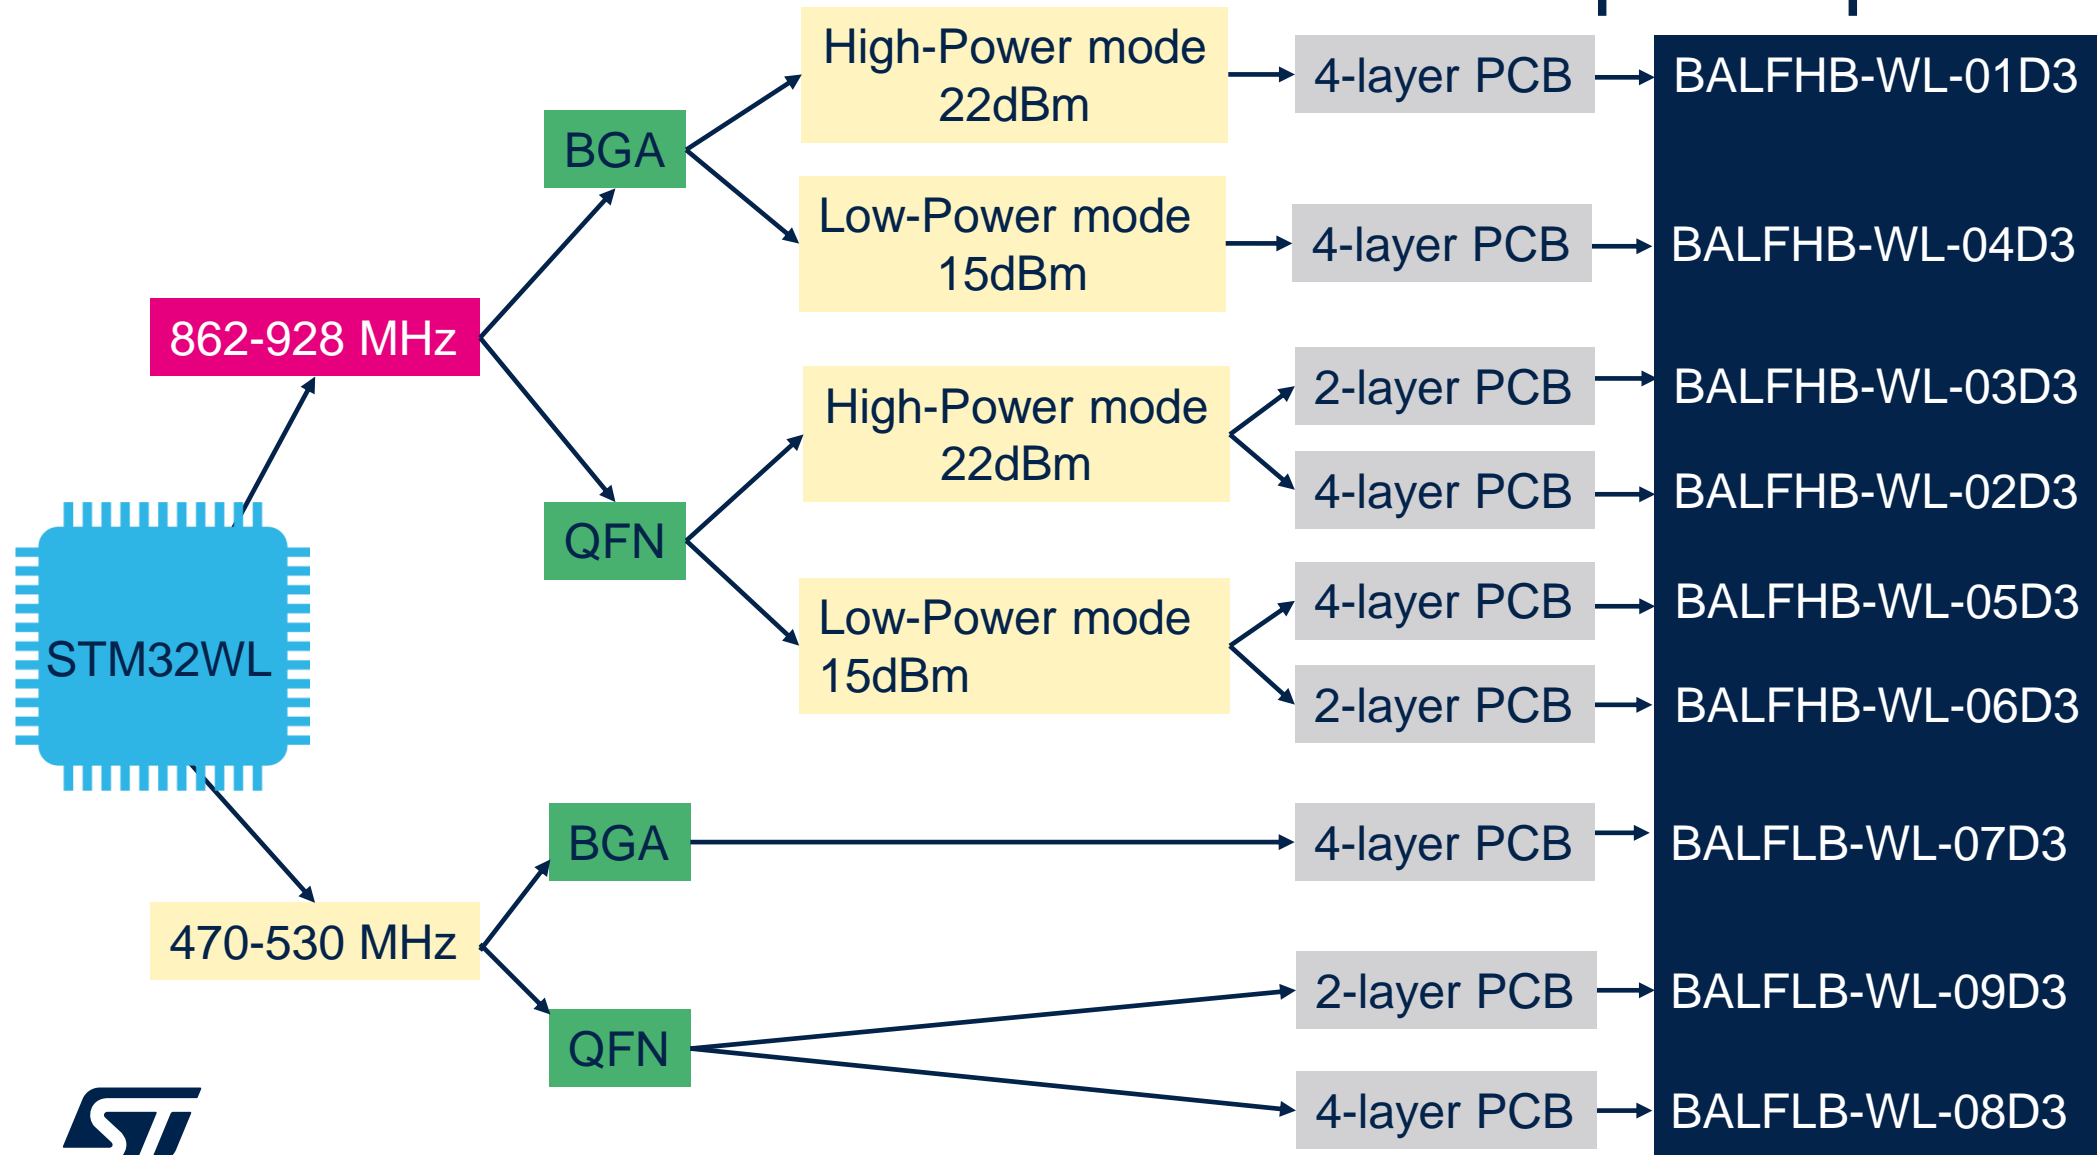 High-Power mode
22dBm
4-layer PCB
BALFHB-WL-01D3
BGA
Low-Power mode
15dBm
4-layer PCB
BALFHB-WL-04D3
862-928 MHz
High-Power mode
22dBm
2-layer PCB
BALFHB-WL-03D3
4-layer PCB
BALFHB-WL-02D3
QFN
Low-Power mode
15dBm
4-layer PCB
BALFHB-WL-05D3
2-layer PCB
BALFHB-WL-06D3
STM32WL
BGA
4-layer PCB
BALFLB-WL-07D3
470-530 MHz
QFN
2-layer PCB
BALFLB-WL-09D3
4-layer PCB
BALFLB-WL-08D3
ST